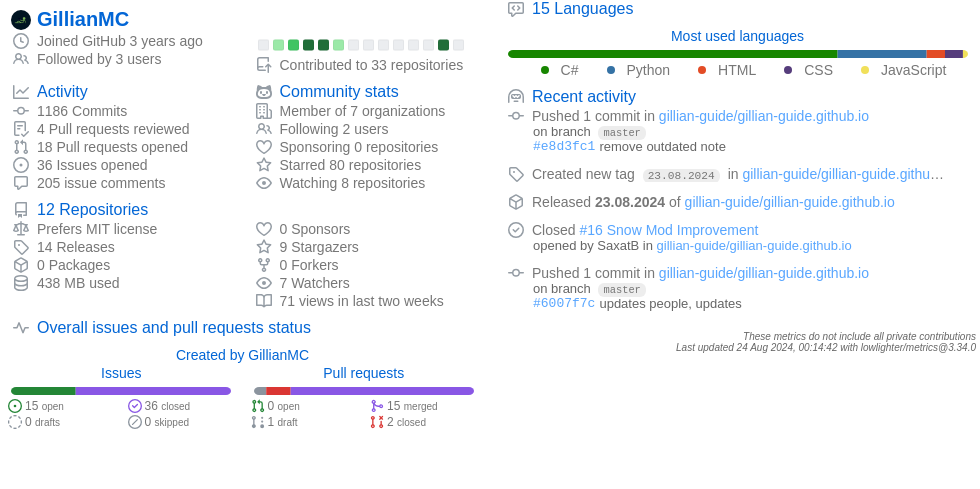 GillianMC
Joined GitHub 3 years ago
Followed by 3 users
Contributed to 33 repositories
Activity
1186 Commits
4 Pull requests reviewed
18 Pull requests opened
36 Issues opened
205 issue comments
Community stats
Member of 7 organizations
Following 2 users
Sponsoring 0 repositories
Starred 80 repositories
Watching 8 repositories
12 Repositories
Prefers MIT license
14 Releases
0 Packages
438 MB used
0 Sponsors
9 Stargazers
0 Forkers
7 Watchers
71 views in last two weeks
Overall issues and pull requests status
Created by GillianMC
Issues
15 open
36 closed
0 drafts
0 skipped
Pull requests
0 open
15 merged
1 draft
2 closed
15 Languages
Most used languages
C# Python HTML CSS JavaScript
Recent activity
Pushed 1 commit in gillian-guide/gillian-guide.github.io
on branch master
#e8d3fc1 remove outdated note
Created new tag 23.08.2024 in gillian-guide/gillian-guide.githu…
Released 23.08.2024 of gillian-guide/gillian-guide.github.io
Closed #16 Snow Mod Improvement
opened by SaxatB in gillian-guide/gillian-guide.github.io
Pushed 1 commit in gillian-guide/gillian-guide.github.io
on branch master
#6007f7c updates people, updates
These metrics do not include all private contributions
Last updated 24 Aug 2024, 00:14:42 with lowlighter/metrics@3.34.0